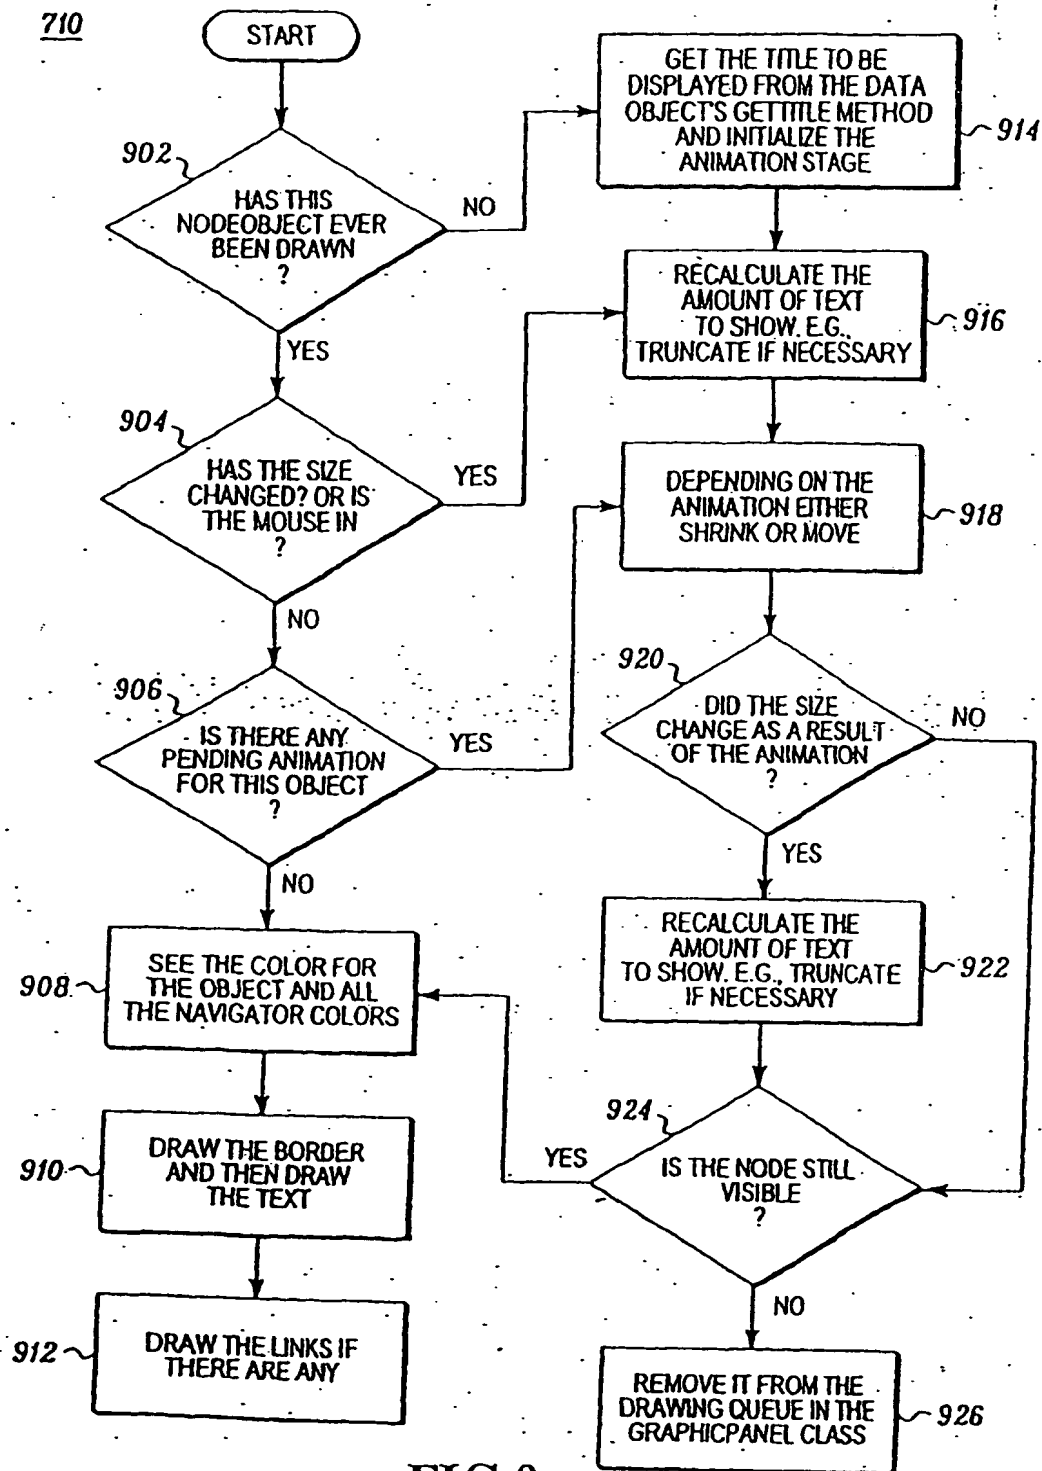 710
START
902
HAS THIS
NODEOBJECT EVER
BEEN DRAWN
?
NO
YES
904
HAS THE SIZE
CHANGED? OR IS
THE MOUSE IN
?
YES
NO
906
IS THERE ANY
PENDING ANIMATION
FOR THIS OBJECT
?
YES
NO
908
SEE THE COLOR FOR
THE OBJECT AND ALL
THE NAVIGATOR COLORS
910
DRAW THE BORDER
AND THEN DRAW
THE TEXT
912
DRAW THE LINKS IF
THERE ARE ANY
GET THE TITLE TO BE
DISPLAYED FROM THE DATA
OBJECT'S GETTITLE METHOD
AND INITIALIZE THE
ANIMATION STAGE
914
RECALCULATE THE
AMOUNT OF TEXT
TO SHOW. E.G.,
TRUNCATE IF NECESSARY
916
DEPENDING ON THE
ANIMATION EITHER
SHRINK OR MOVE
918
920
DID THE SIZE
CHANGE AS A RESULT
OF THE ANIMATION
?
NO
YES
RECALCULATE THE
AMOUNT OF TEXT
TO SHOW. E.G., TRUNCATE
IF NECESSARY
922
924
IS THE NODE STILL
VISIBLE
?
YES
NO
REMOVE IT FROM THE
DRAWING QUEUE IN THE
GRAPHICPANEL CLASS
926